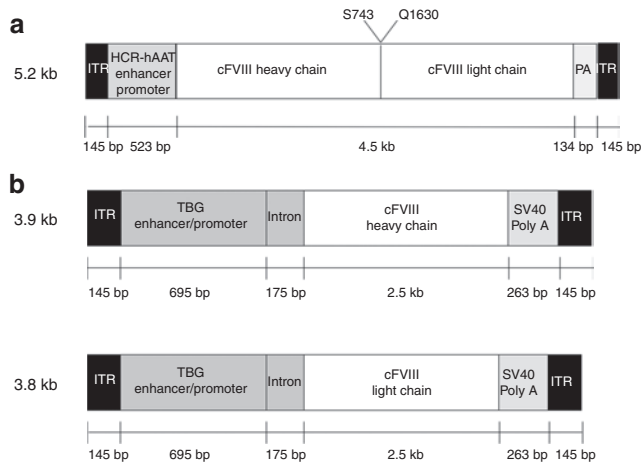 a
S743 Q1630
5.2 kb
ITR HCR-hAAT enhancer promoter cFVIII heavy chain cFVIII light chain PA ITR
145 bp 523 bp 4.5 kb 134 bp 145 bp
b
3.9 kb
ITR TBG enhancer/promoter Intron cFVIII heavy chain SV40 Poly A ITR
145 bp 695 bp 175 bp 2.5 kb 263 bp 145 bp
3.8 kb
ITR TBG enhancer/promoter Intron cFVIII light chain SV40 Poly A ITR
145 bp 695 bp 175 bp 2.5 kb 263 bp 145 bp